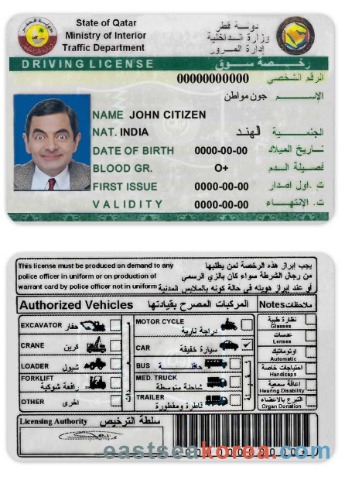 State of Qatar
Ministry of Interior
Traffic Department
دولة قطر
وزارة الداخلية
إدارة المرور
DRIVING LICENSE رخصة سوق
00000000000 الرقم الشخصي
الإسم جون مواطن
NAME JOHN CITIZEN
NAT. INDIA الهند الجنسية
DATE OF BIRTH 0000-00-00 تاريخ الميلاد
BLOOD GR. O+ فصيلة الدم
FIRST ISSUE 0000-00-00 ت. اول اصدار
VALIDITY 0000-00-00 ت. الإنتهاء
This license must be produced on demand to any
police officer in uniform or on production of
warrant card by police officer not in uniform
يجب إبراز هذه الرخصة لمن يطلبها
من رجال الشرطة سواء كان بالزي الرسمي
أو عند إبراز هويته في حالة كونه بالملابس المدنية
Authorized Vehicles المركبات المصرح بقيادتها Notes ملاحظات
EXCAVATOR حفار
MOTOR CYCLE دراجة نارية
نظارة طبية
Glasses
CRANE كرين
CAR سيارة خفيفة
عدسات
Lenses
LOADER شيول
BUS حافلة
اوتوماتيك
Automatic
FORKLIFT رافعة شوكية
MED. TRUCK شاحنة متوسطة
احتياجات خاصة
Handicaps
OTHER أخرى
TRAILER قاطرة ومقطورة
إعاقة سمعية
Hearing Disability
التبرع بالأعضاء
Organ Donation
Licensing Authority سلطة الترخيص
eastseakorea.com